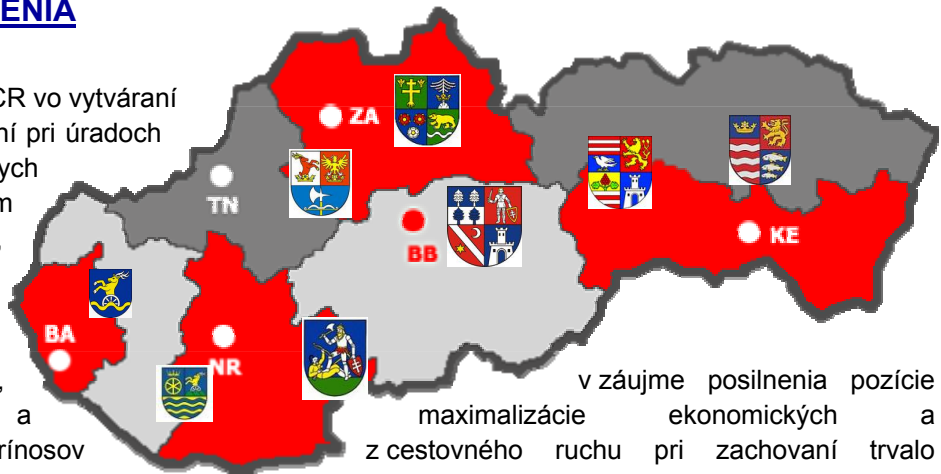 ENIA
CR vo vytváraní
ní pri úradoch
ych
m
ZA
TN
BB
KE
BA
NR
, v záujme posilnenia pozície
a maximalizácie ekonomických a
rínosov z cestovného ruchu pri zachovaní trvalo